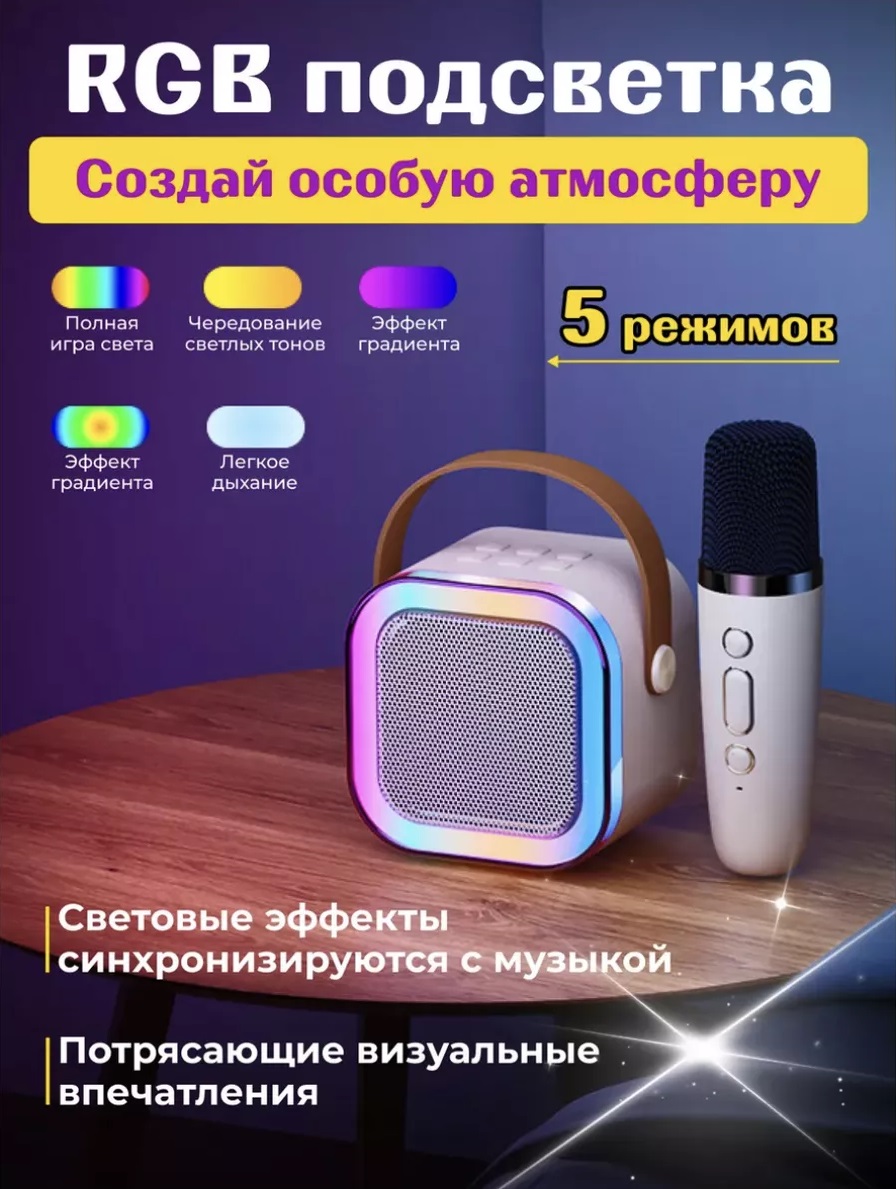 RGB подсветка
Создай особую атмосферу
Полная
игра света
Чередование
светлых тонов
Эффект
градиента
5 режимов
Эффект
градиента
Легкое
дыхание
Световые эффекты
синхронизируются с музыкой
Потрясающие визуальные
впечатления